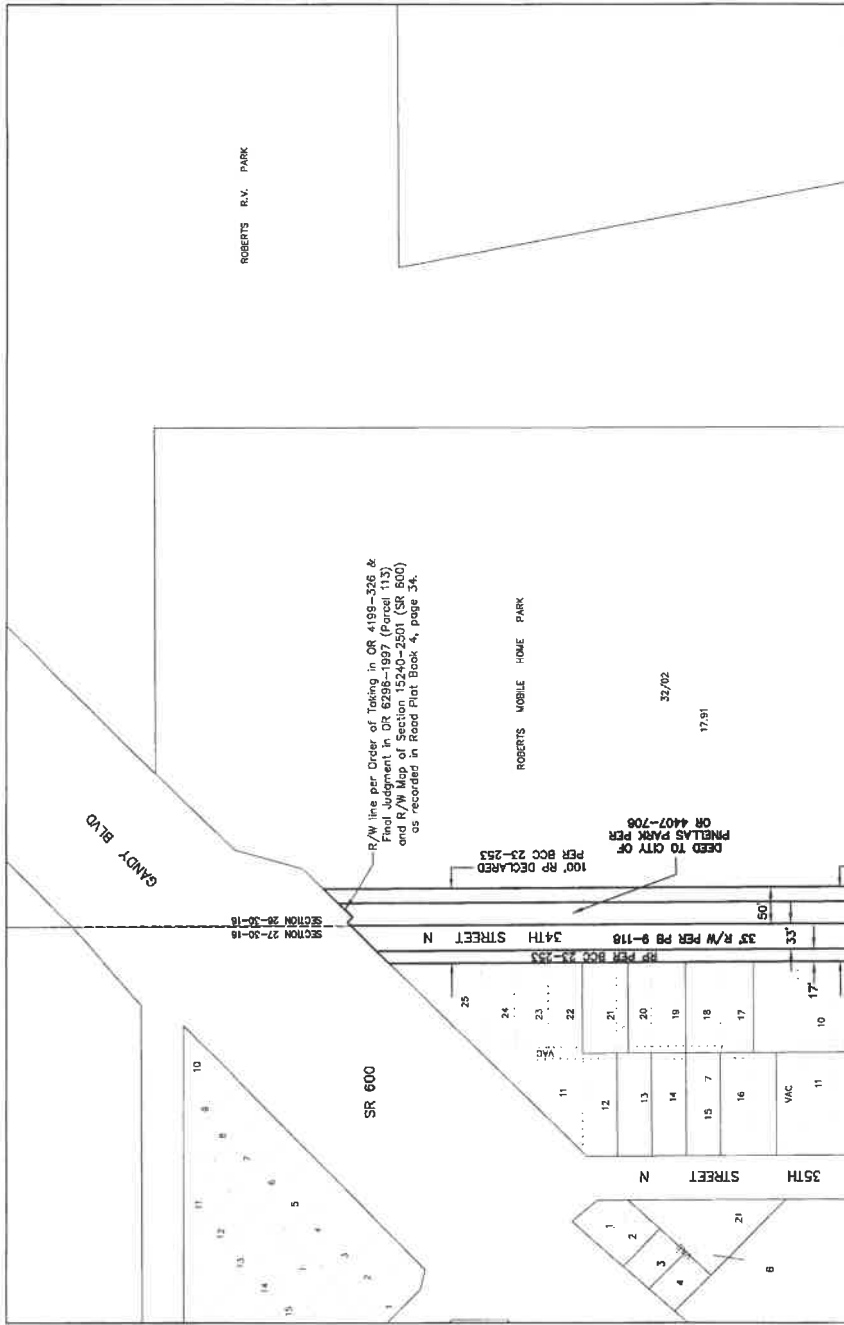 ROBERTS R.V. PARK
GANDY BLVD
SECTION 26-30-16
SECTION 27-30-16
R/W line per Order of Taking in OR 4199-326 &
Final Judgment in OR 6296-1997 (Parcel 113)
and R/W Map of Section 15240-2501 (SR 600)
as recorded in Road Plat Book 4, page 34.
ROBERTS MOBILE HOME PARK
32/02
17.91
SR 600
100' RP DECLARED
PER BCC 23-253
DEED TO CITY OF
PINELLAS PARK PER
OR 4407-706
34TH STREET N
33' R/W PER PB 9-118
RP PER BCC 23-253
50'
33'
17'
10
9
8
7
6
5
4
3
2
1
11
12
13
14
1
15
25
24
23
22
21
20
19
18
17
10
VAC
11
12
13
14
15
7
16
VAC
11
35TH STREET N
1
2
3
4
21
6